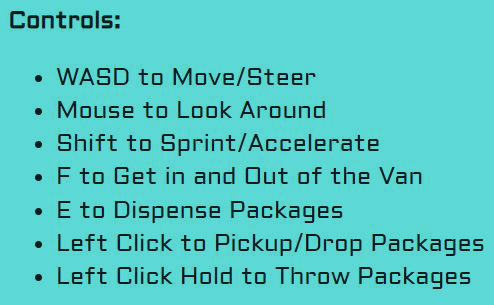 Controls:
• WASD to Move/Steer
• Mouse to Look Around
• Shift to Sprint/Accelerate
• F to Get in and Out of the Van
• E to Dispense Packages
• Left Click to Pickup/Drop Packages
• Left Click Hold to Throw Packages